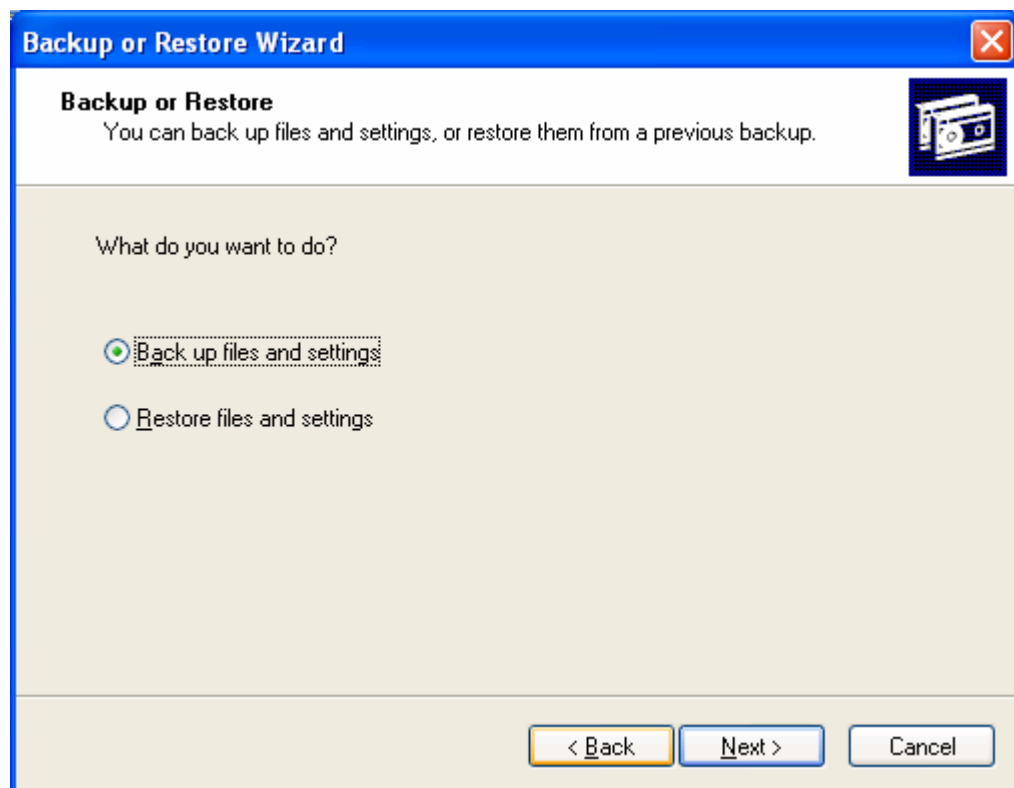 Backup or Restore Wizard
Backup or Restore
You can back up files and settings, or restore them from a previous backup.
What do you want to do?
Back up files and settings
Restore files and settings
< Back
Next >
Cancel